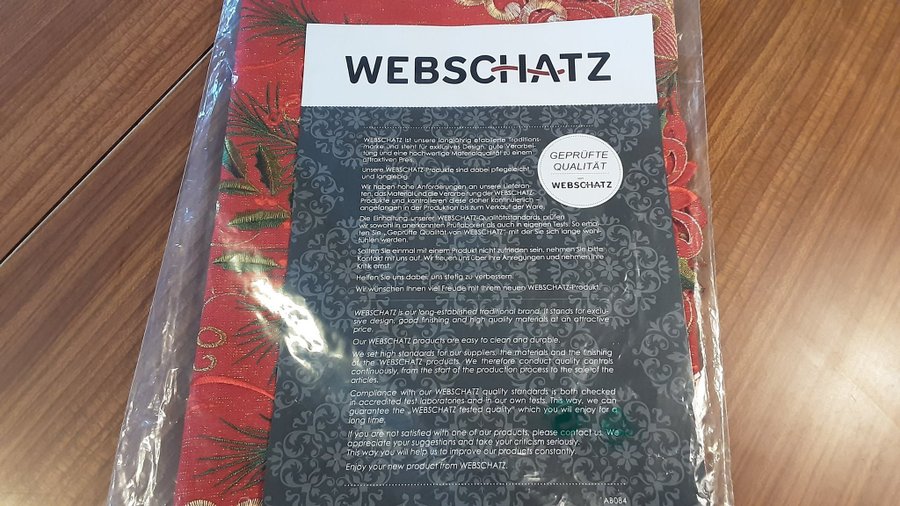 WEBSCHATZ
WEBSCHATZ ist unsere langjährig etablierte Traditions-
marke und steht für exklusives Design, gute Verarbei-
tung und eine hochwertige Materialqualität zu einem
attraktiven Preis.
Unsere WEBSCHATZ-Produkte sind dabei pflegeleicht
und langlebig.
Wir haben hohe Anforderungen an unsere Lieferan-
ten, das Material und die Verarbeitung der WEBSCHATZ
Produkte und kontrollieren diese daher kontinuierlich –
angefangen in der Produktion bis zum Verkauf der Ware.
Die Einhaltung unserer WEBSCHATZ-Qualitätsstandards prüfen
wir sowohl in anerkannten Prüflaboren als auch in eigenen Tests. So erhal-
ten Sie „Geprüfte Qualität von WEBSCHATZ", mit der Sie sich lange wohl-
fühlen werden.
Sollten Sie einmal mit einem Produkt nicht zufrieden sein, nehmen Sie bitte
Kontakt mit uns auf. Wir freuen uns über Ihre Anregungen und nehmen Ihre
Kritik ernst.
Helfen Sie uns dabei, uns stetig zu verbessern.
Wir wünschen Ihnen viel Freude mit Ihrem neuen WEBSCHATZ-Produkt.
GEPRÜFTE
QUALITÄT
von
WEBSCHATZ
WEBSCHATZ is our long-established traditional brand. It stands for exclu-
sive design, good finishing and high quality materials at an attractive
price.
Our WEBSCHATZ products are easy to clean and durable.
We set high standards for our suppliers, the materials and the finishing
of the WEBSCHATZ products. We therefore conduct quality controls
continuously, from the start of the production process to the sale of the
articles.
Compliance with our WEBSCHATZ quality standards is both checked
in accredited test laboratories and in our own tests. This way, we can
guarantee the „WEBSCHATZ tested quality" which you will enjoy for a
long time.
If you are not satisfied with one of our products, please contact us. We
appreciate your suggestions and take your criticism seriously.
This way you will help us to improve our products constantly.
Enjoy your new product from WEBSCHATZ.
AB084